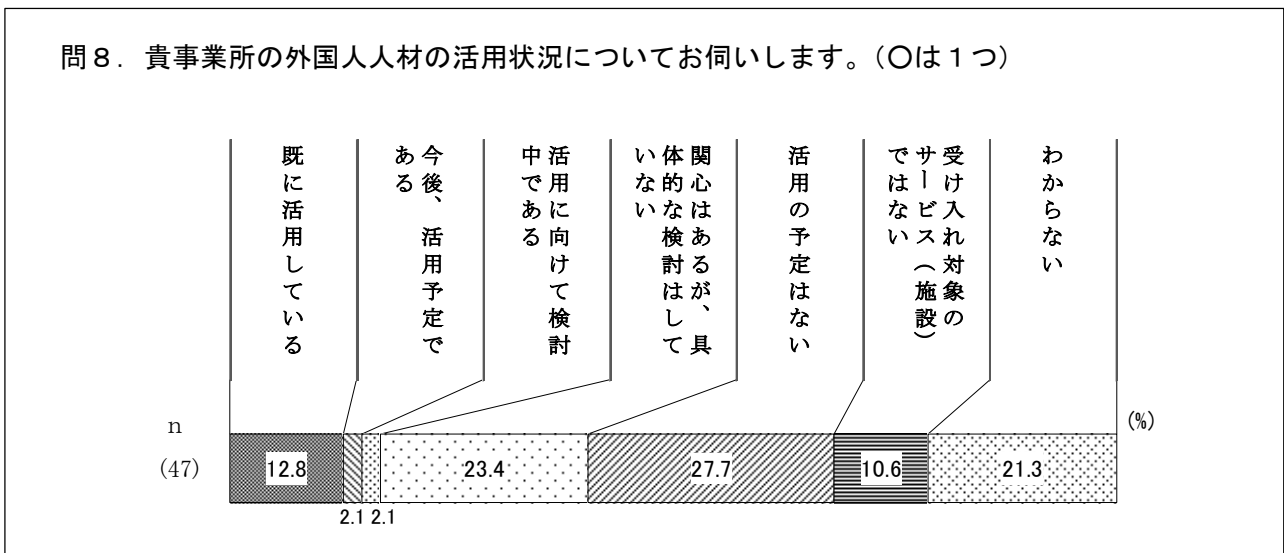 問８．貴事業所の外国人人材の活用状況についてお伺いします。（〇は１つ）
既に活用している
今後、活用予定で
ある
活用に向けて検討
中である
関心はあるが、具
体的な検討はして
いない
活用の予定はない
受け入れ対象の
サービス（施設）
ではない
わからない
n
(%)
(47)
12.8
2.1
2.1
23.4
27.7
10.6
21.3